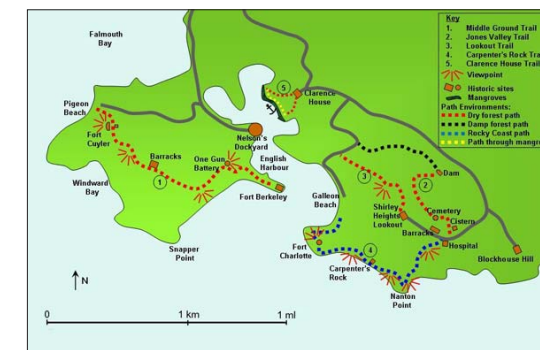 Falmouth
Bay
Pigeon
Beach
Fort
Cuyler
Barracks
One Gun
Battery
Nelson's
Dockyard
English
Harbour
Fort Berkeley
Windward
Bay
1
Snapper
Point
5
Clarence
House
Galleon
Beach
3
2
Dam
Shirley
Heights
Lookout
Cemetery
Cistern
Barracks
Hospital
Blockhouse Hill
Fort
Charlotte
4
Carpenter's
Rock
Nanton
Point
N
0
1 km
1 ml
Key
1. Middle Ground Trail
2. Jones Valley Trail
3. Lookout Trail
4. Carpenter's Rock Tra
5. Clarence House Trail
Viewpoint
Historic sites
Mangroves
Path Environments:
Dry forest path
Damp forest path
Rocky Coast path
Path through mangro